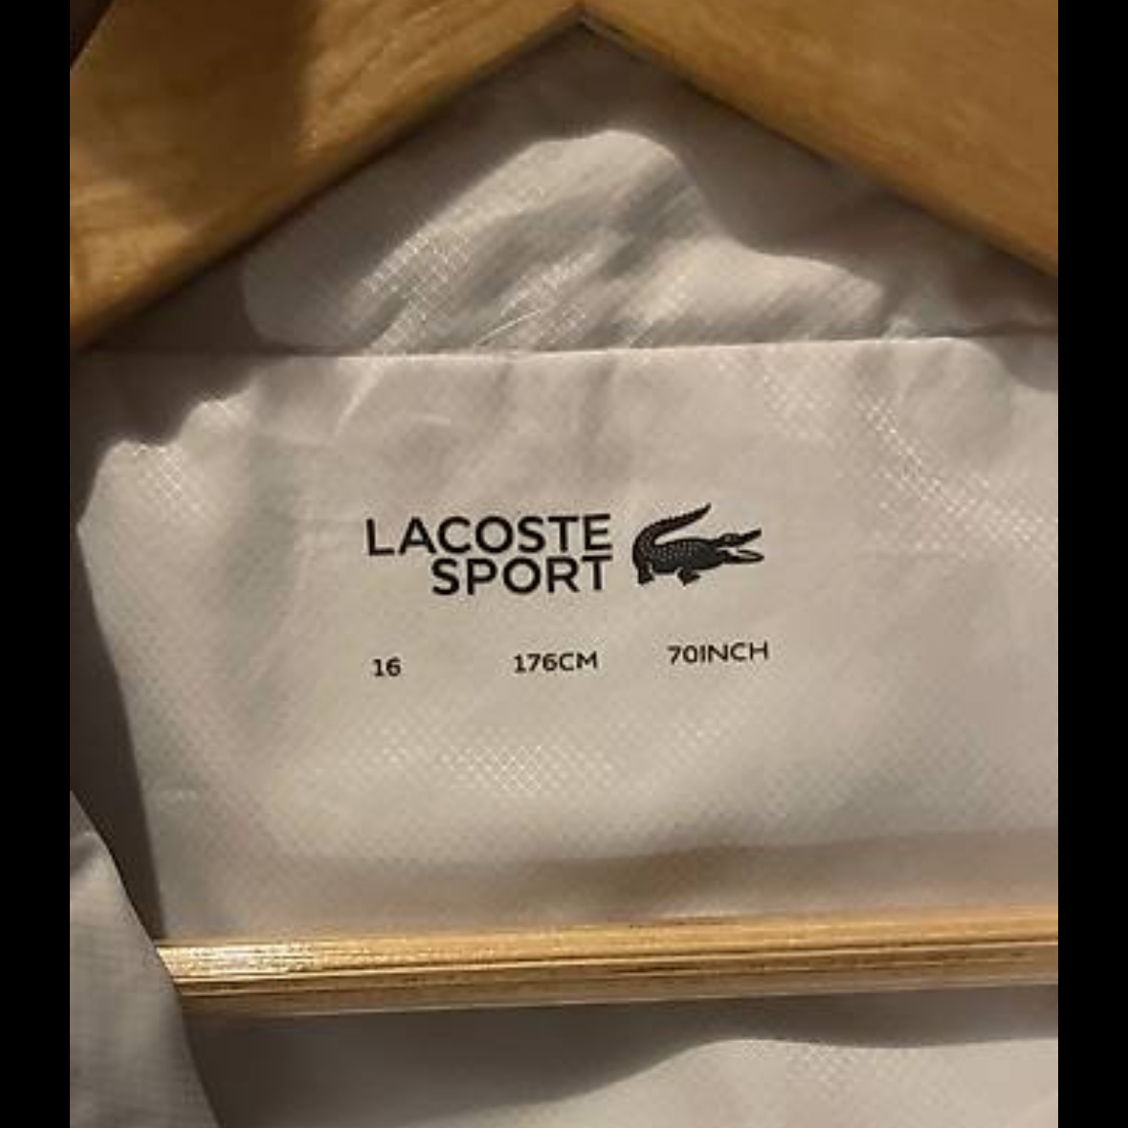 LACOSTE
SPORT
16 176CM 70INCH